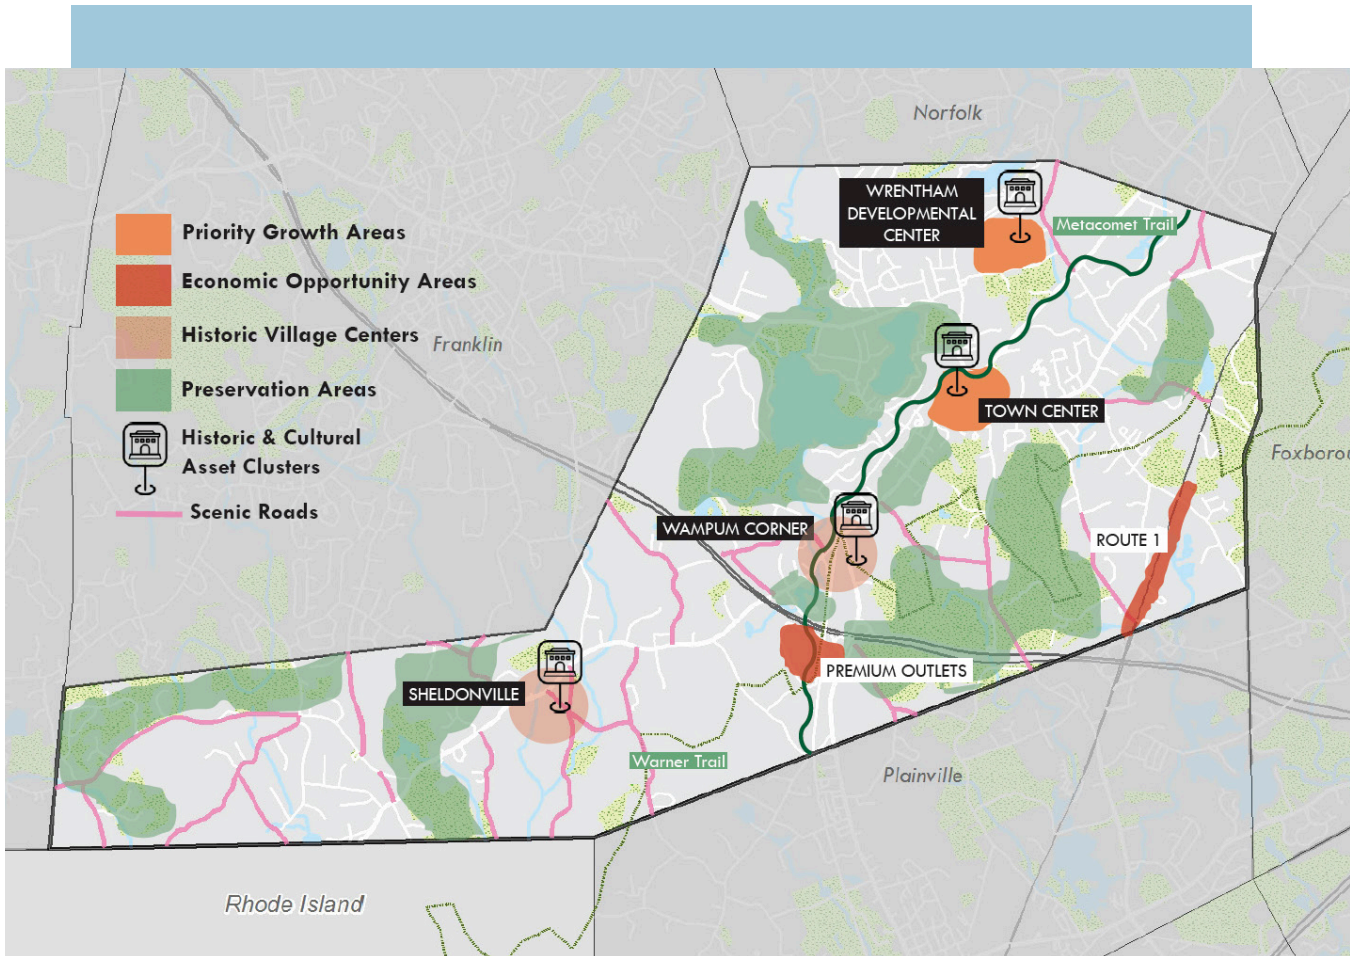 Norfolk
WRENTHAM
DEVELOPMENTAL
CENTER
Metacomet Trail
Priority Growth Areas
Economic Opportunity Areas
Historic Village Centers
Franklin
Preservation Areas
TOWN CENTER
Historic & Cultural
Asset Clusters
Foxborou
Scenic Roads
WAMPUM CORNER
ROUTE 1
PREMIUM OUTLETS
SHELDONVILLE
Warner Trail
Plainville
Rhode Island